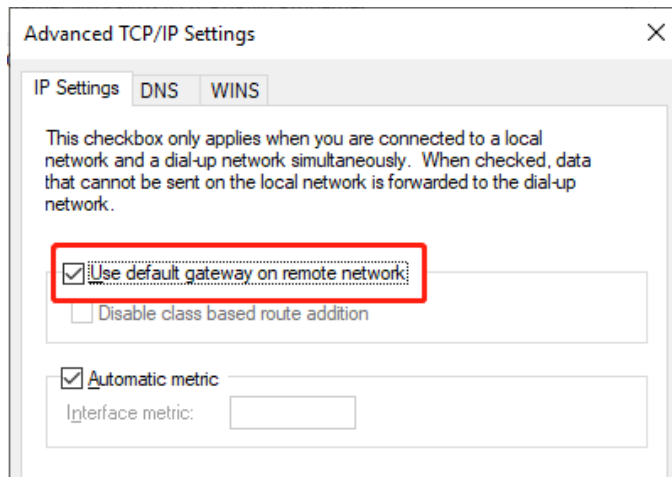 Advanced TCP/IP Settings
IP Settings DNS WINS
This checkbox only applies when you are connected to a local
network and a dial-up network simultaneously. When checked, data
that cannot be sent on the local network is forwarded to the dial-up
network.
Use default gateway on remote network
Disable class based route addition
Automatic metric
Interface metric: